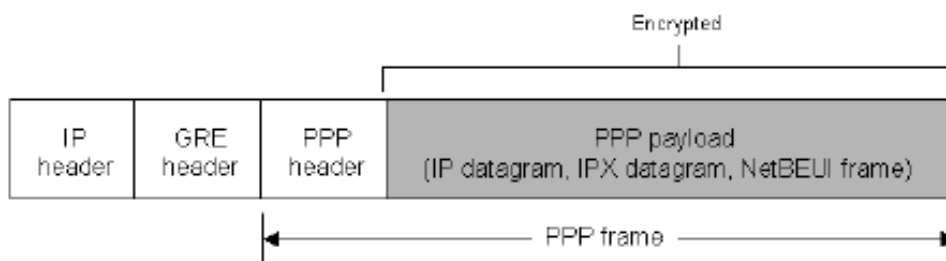 Encrypted
IP
header
GRE
header
PPP
header
PPP payload
(IP datagram, IPX datagram, NetBEUI frame)
PPP frame